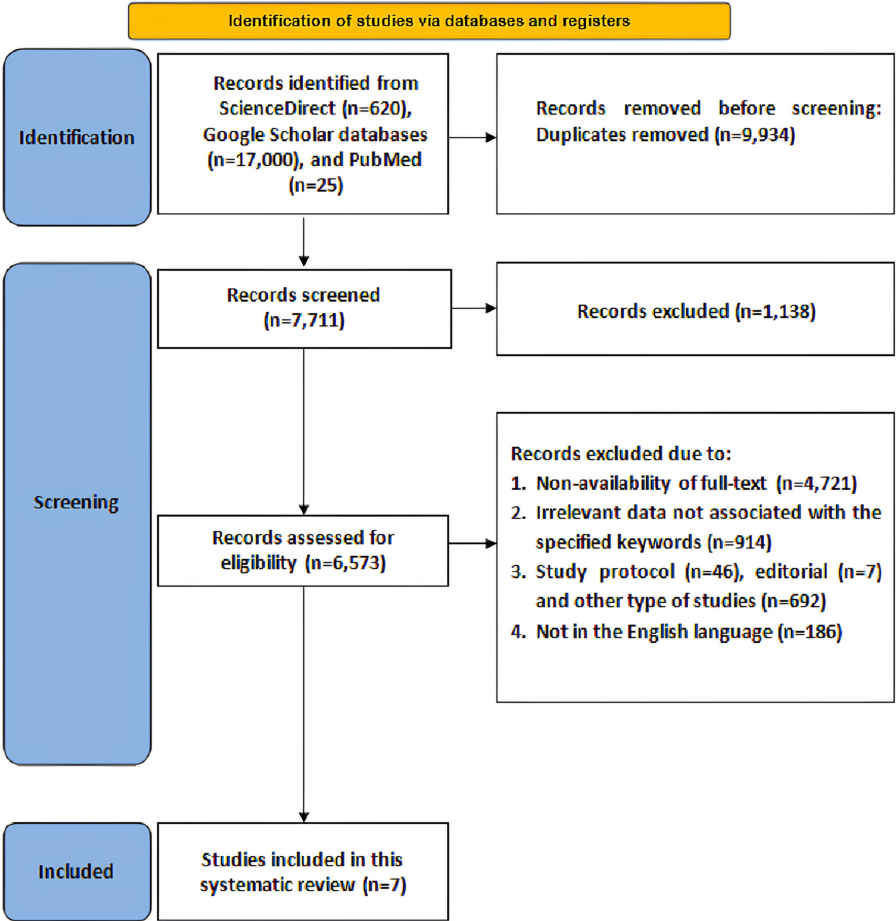 Identification of studies via databases and registers
Identification
Records identified from
ScienceDirect (n=620),
Google Scholar databases
(n=17,000), and PubMed
(n=25)
Records removed before screening:
Duplicates removed (n=9,934)
Screening
Records screened
(n=7,711)
Records excluded (n=1,138)
Records assessed for
eligibility (n=6,573)
Records excluded due to:
1. Non-availability of full-text (n=4,721)
2. Irrelevant data not associated with the
specified keywords (n=914)
3. Study protocol (n=46), editorial (n=7)
and other type of studies (n=692)
4. Not in the English language (n=186)
Included
Studies included in this
systematic review (n=7)